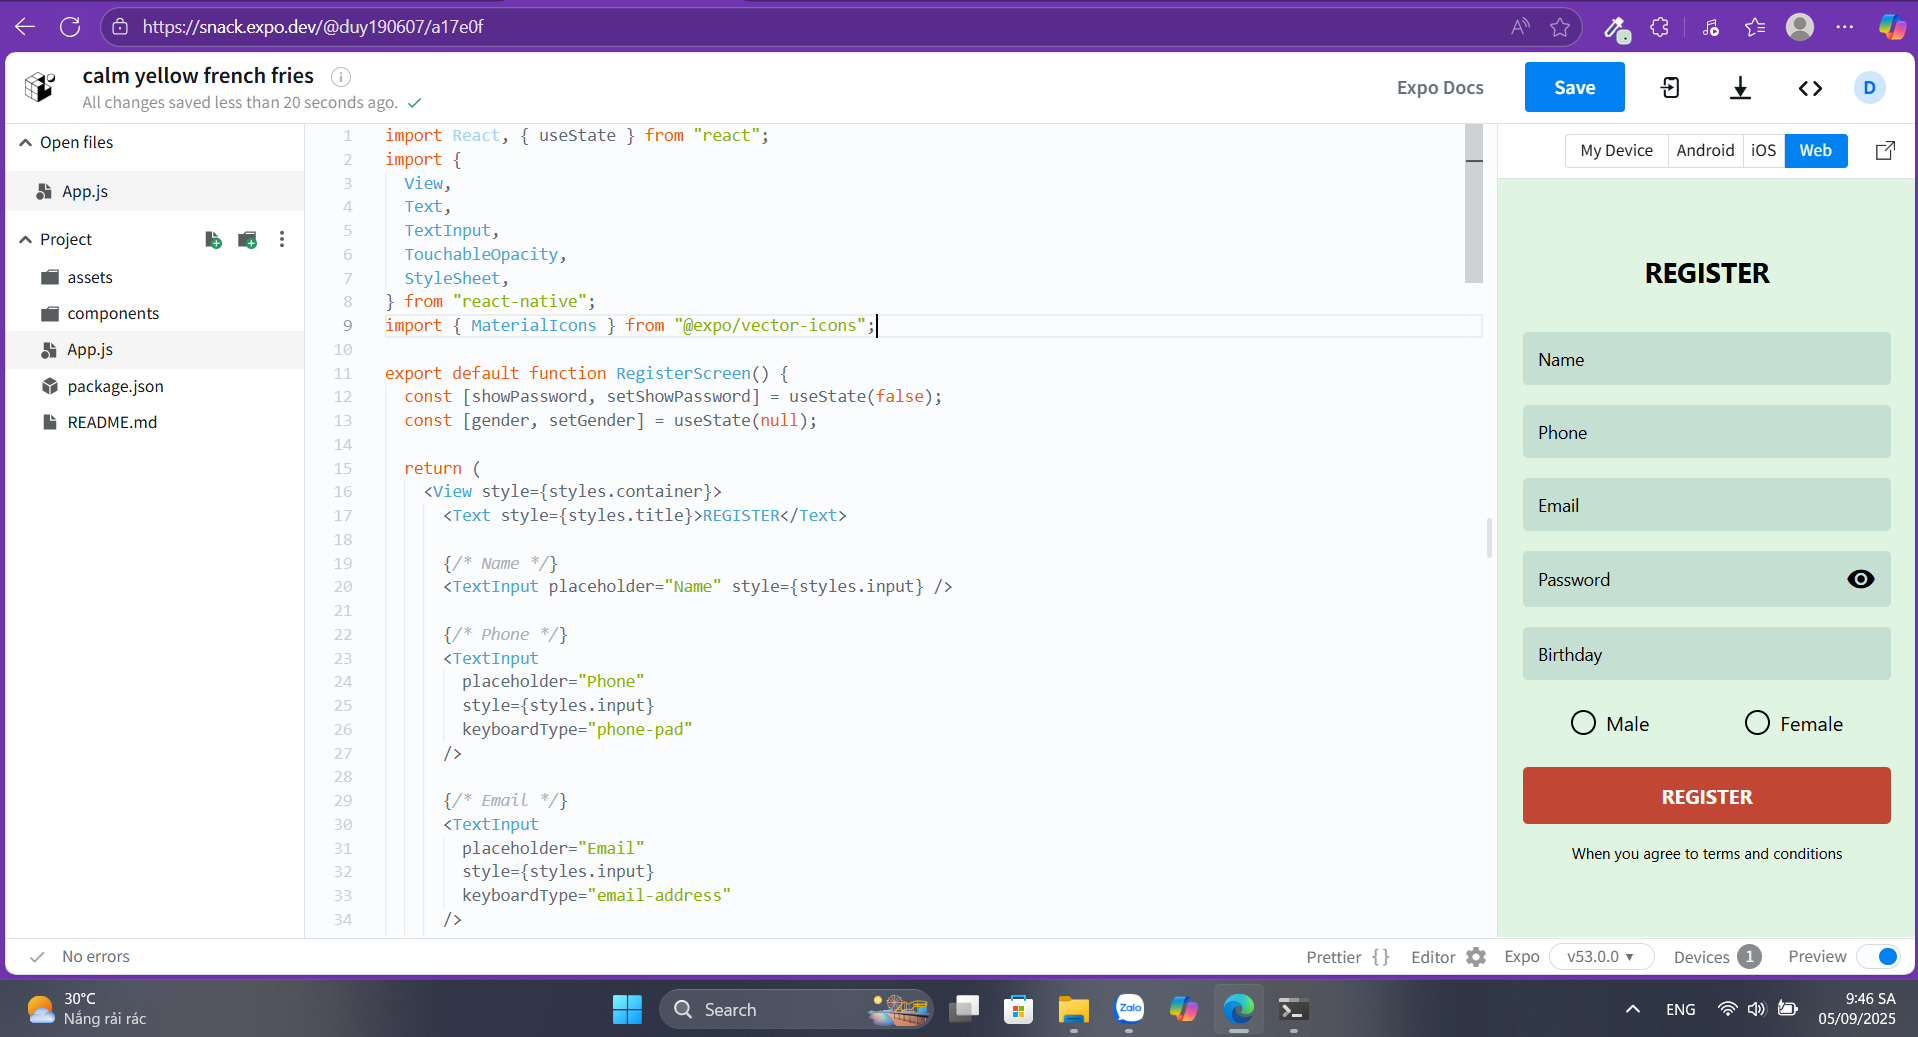 https://snack.expo.dev/@duy190607/a17e0f
calm yellow french fries
All changes saved less than 20 seconds ago.
Expo Docs
Save
D
Open files
App.js
Project
assets
components
App.js
package.json
README.md
1 import React, { useState } from "react";
2 import {
3 View,
4 Text,
5 TextInput,
6 TouchableOpacity,
7 StyleSheet,
8 } from "react-native";
9 import { MaterialIcons } from "@expo/vector-icons";
10
11 export default function RegisterScreen() {
12 const [showPassword, setShowPassword] = useState(false);
13 const [gender, setGender] = useState(null);
14
15 return (
16 <View style={styles.container}>
17 <Text style={styles.title}>REGISTER</Text>
18
19 {/* Name */}
20 <TextInput placeholder="Name" style={styles.input} />
21
22 {/* Phone */}
23 <TextInput
24 placeholder="Phone"
25 style={styles.input}
26 keyboardType="phone-pad"
27 />
28
29 {/* Email */}
30 <TextInput
31 placeholder="Email"
32 style={styles.input}
33 keyboardType="email-address"
34 />
My Device Android iOS Web
REGISTER
Name
Phone
Email
Password
Birthday
Male Female
REGISTER
When you agree to terms and conditions
No errors
Prettier {} Editor Expo v53.0.0 Devices 1 Preview
30°C
Nắng rải rác
Search
Zalo
ENG
9:46 SA
05/09/2025